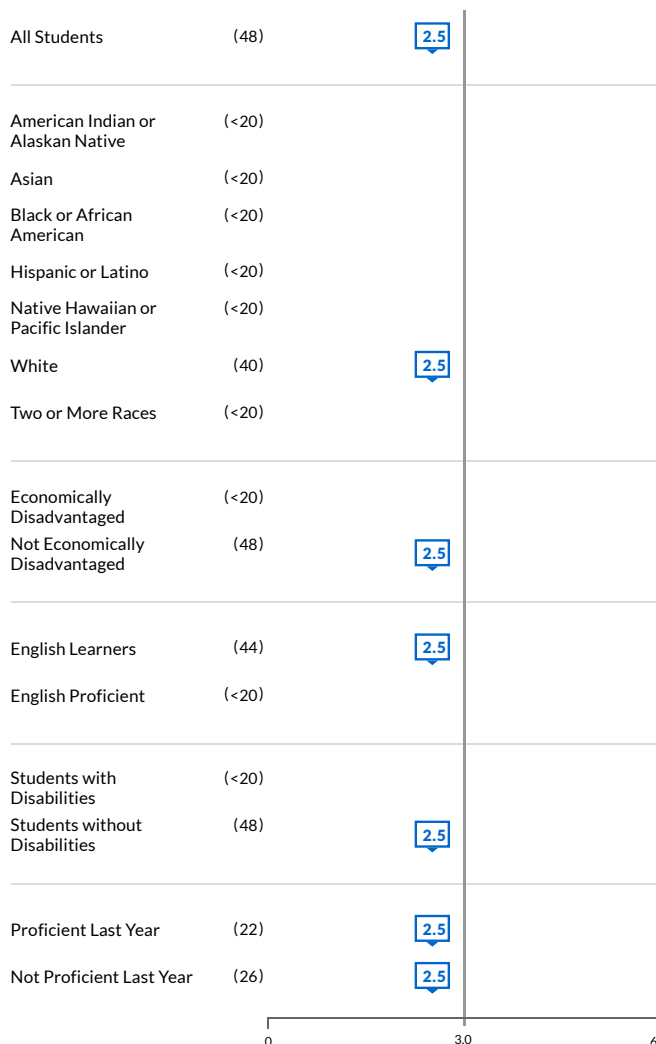 All Students (48) 2.5
American Indian or (<20)
Alaskan Native
Asian (<20)
Black or African (<20)
American
Hispanic or Latino (<20)
Native Hawaiian or (<20)
Pacific Islander
White (40) 2.5
Two or More Races (<20)
Economically (<20)
Disadvantaged
Not Economically (48) 2.5
Disadvantaged
English Learners (44) 2.5
English Proficient (<20)
Students with (<20)
Disabilities
Students without (48) 2.5
Disabilities
Proficient Last Year (22) 2.5
Not Proficient Last Year (26) 2.5
0 3.0